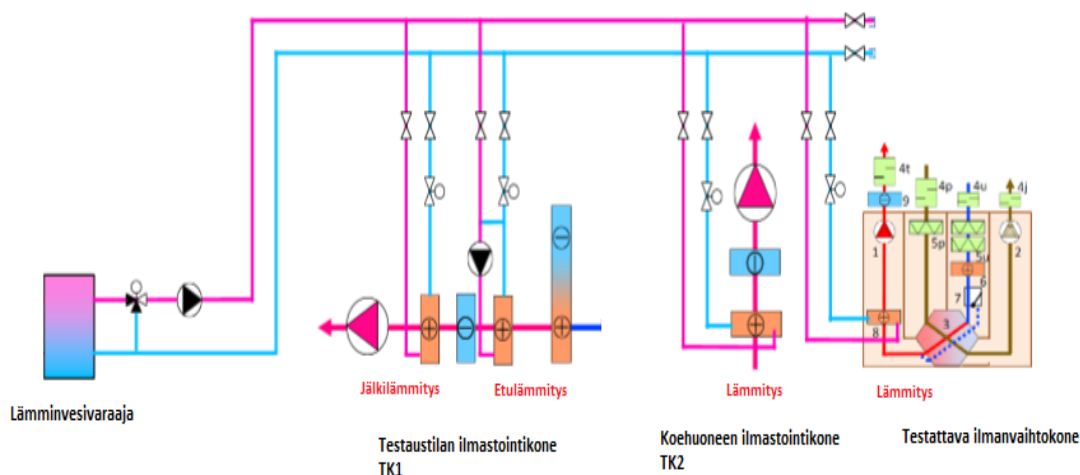 4t
4p
4u
4j
9
5p
5u
1
2
6
7
3
8
Jälkilämmitys
Etulämmitys
Lämmitys
Lämmitys
Lämminvesivaraaja
Testaustilan ilmastointikone
TK1
Koehuoneen ilmastointikone
TK2
Testattava ilmanvaihtokone